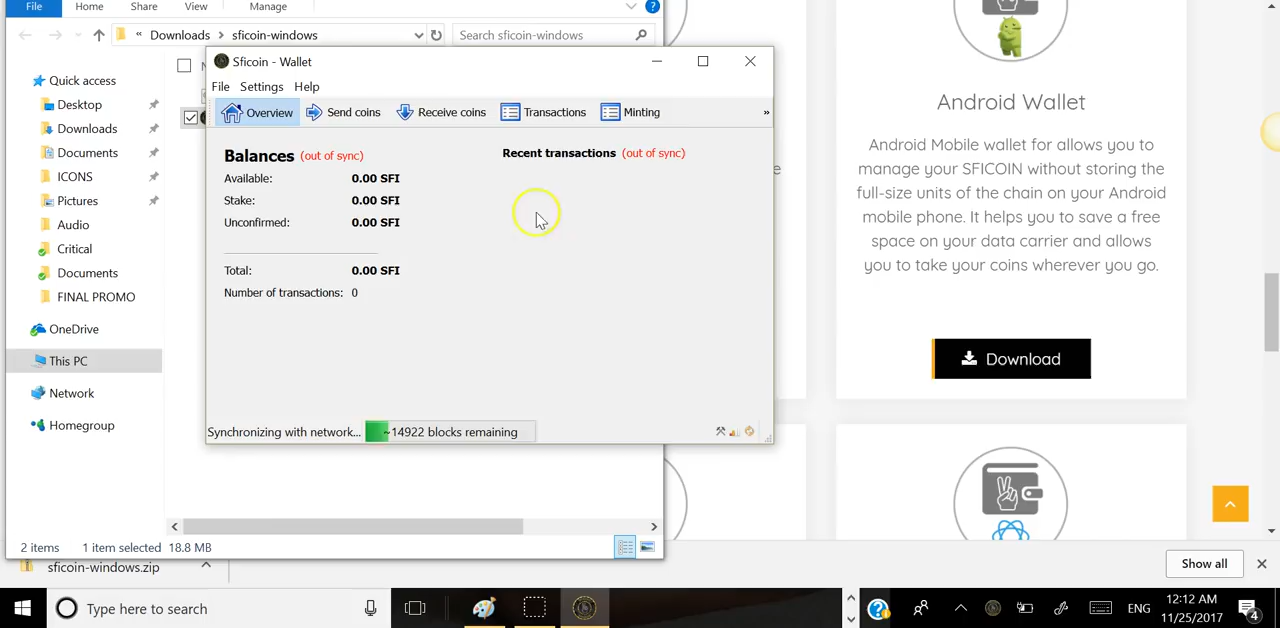 File
Home
Share
View
Manage
« Downloads > sficoin-windows
Search sficoin-windows
Quick access
Desktop
Downloads
Documents
ICONS
Pictures
Audio
Critical
Documents
FINAL PROMO
OneDrive
This PC
Network
Homegroup
Sficoin - Wallet
File Settings Help
Overview Send coins Receive coins Transactions Minting »
Balances (out of sync)
Available: 0.00 SFI
Stake: 0.00 SFI
Unconfirmed: 0.00 SFI
Total: 0.00 SFI
Number of transactions: 0
Recent transactions (out of sync)
Synchronizing with network... ~14922 blocks remaining
2 items 1 item selected 18.8 MB
Android Wallet
Android Mobile wallet for allows you to
manage your SFICOIN without storing the
full-size units of the chain on your Android
mobile phone. It helps you to save a free
space on your data carrier and allows
you to take your coins wherever you go.
Download
sficoin-windows.zip
Show all
Type here to search
ENG
12:12 AM
11/25/2017
4